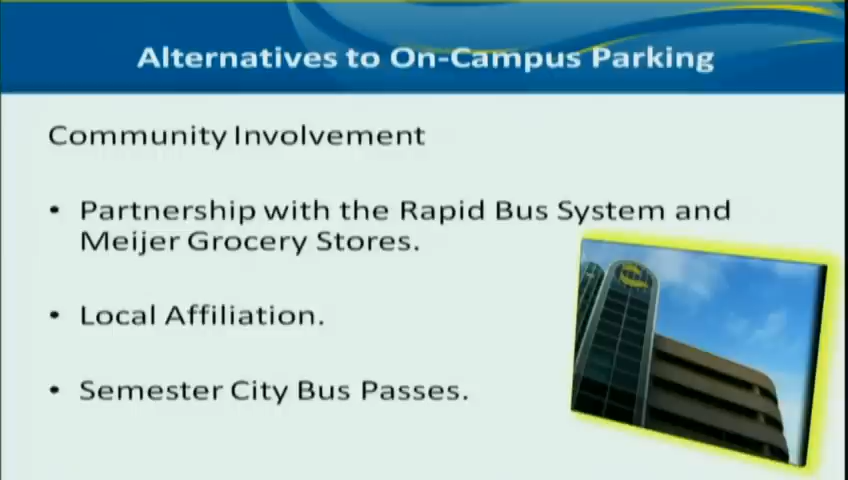 Alternatives to On-Campus Parking
Community Involvement
• Partnership with the Rapid Bus System and
Meijer Grocery Stores.
• Local Affiliation.
• Semester City Bus Passes.